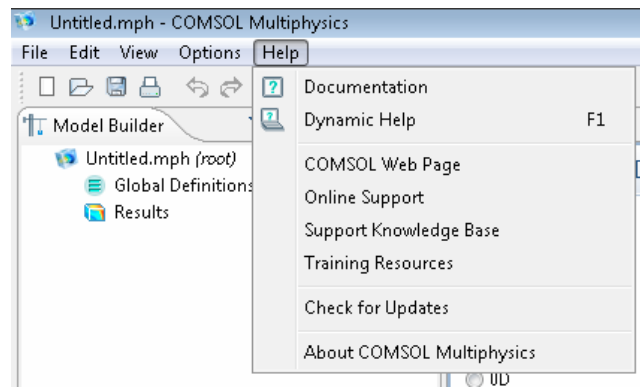 Untitled.mph - COMSOL Multiphysics
File Edit View Options Help
Documentation
Dynamic Help F1
COMSOL Web Page
Online Support
Support Knowledge Base
Training Resources
Check for Updates
About COMSOL Multiphysics
Model Builder
Untitled.mph (root)
Global Definitions
Results
0D